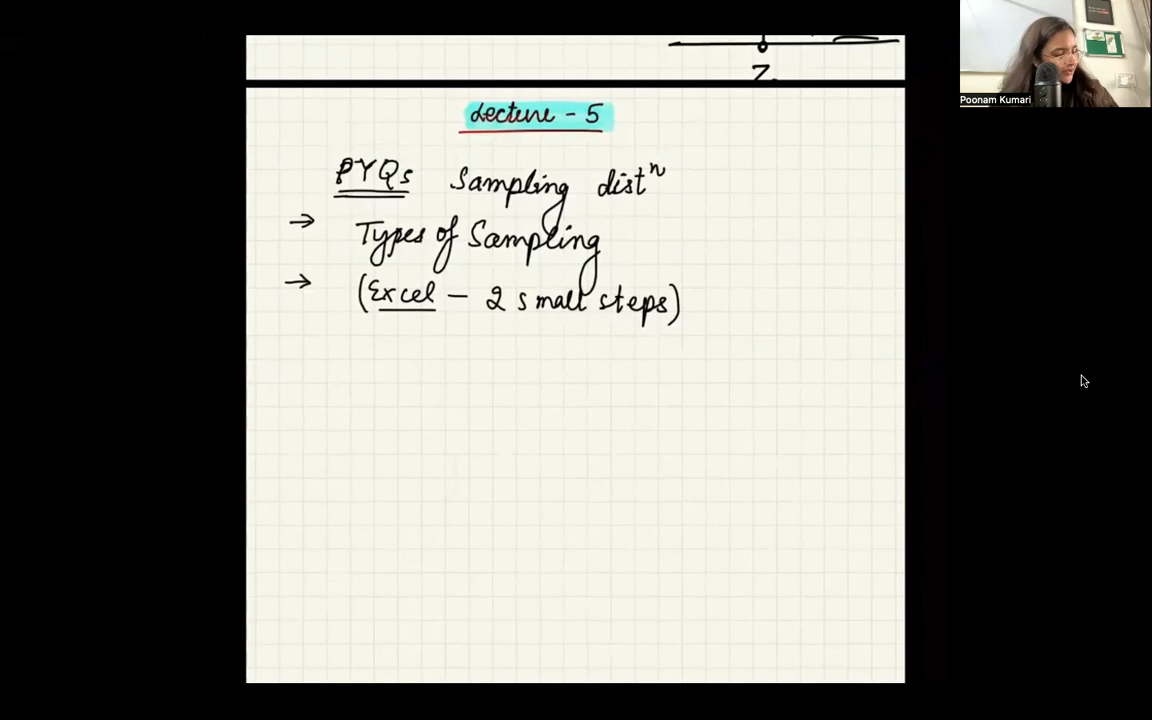 Z
Lecture - 5
PYQs Sampling distⁿ
→ Types of Sampling
→ (Excel - 2 small steps)
Poonam Kumari